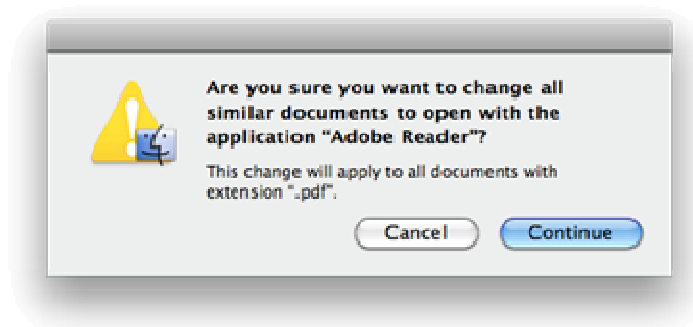 Are you sure you want to change all
similar documents to open with the
application “Adobe Reader”?
This change will apply to all documents with
extension “.pdf”.
Cancel
Continue